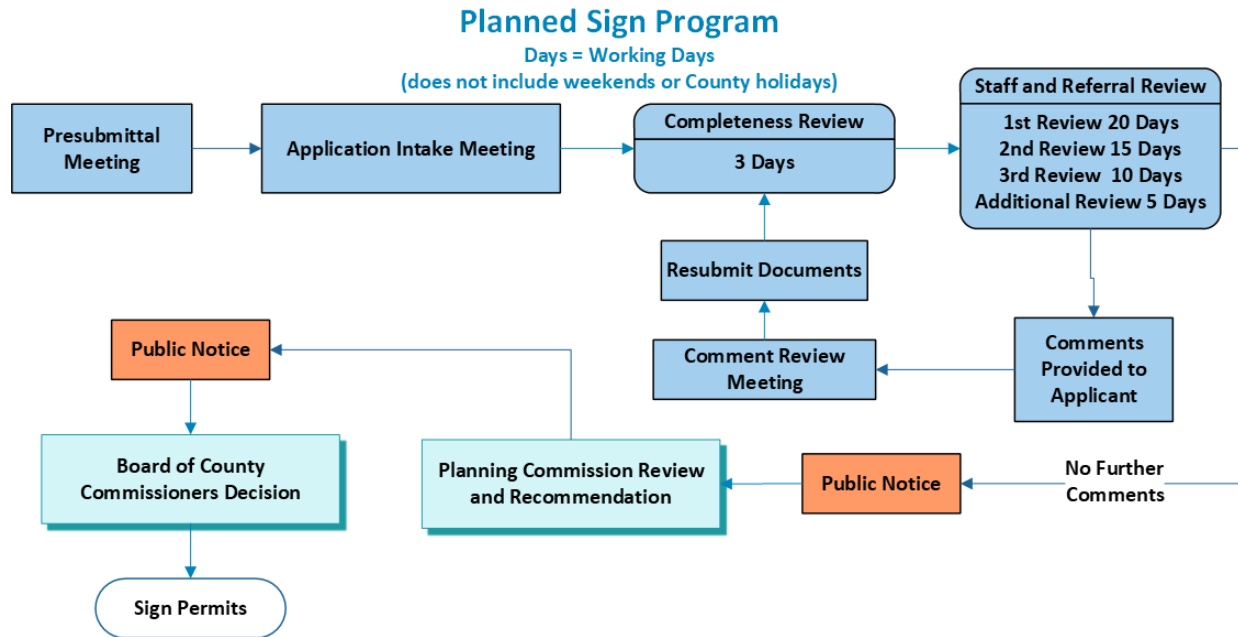 Planned Sign Program
Days = Working Days
(does not include weekends or County holidays)
Presubmittal
Meeting
Application Intake Meeting
Completeness Review
3 Days
Staff and Referral Review
1st Review 20 Days
2nd Review 15 Days
3rd Review  10 Days
Additional Review 5 Days
Comments
Provided to
Applicant
Comment Review
Meeting
Resubmit Documents
No Further
Comments
Public Notice
Planning Commission Review
and Recommendation
Public Notice
Board of County
Commissioners Decision
Sign Permits